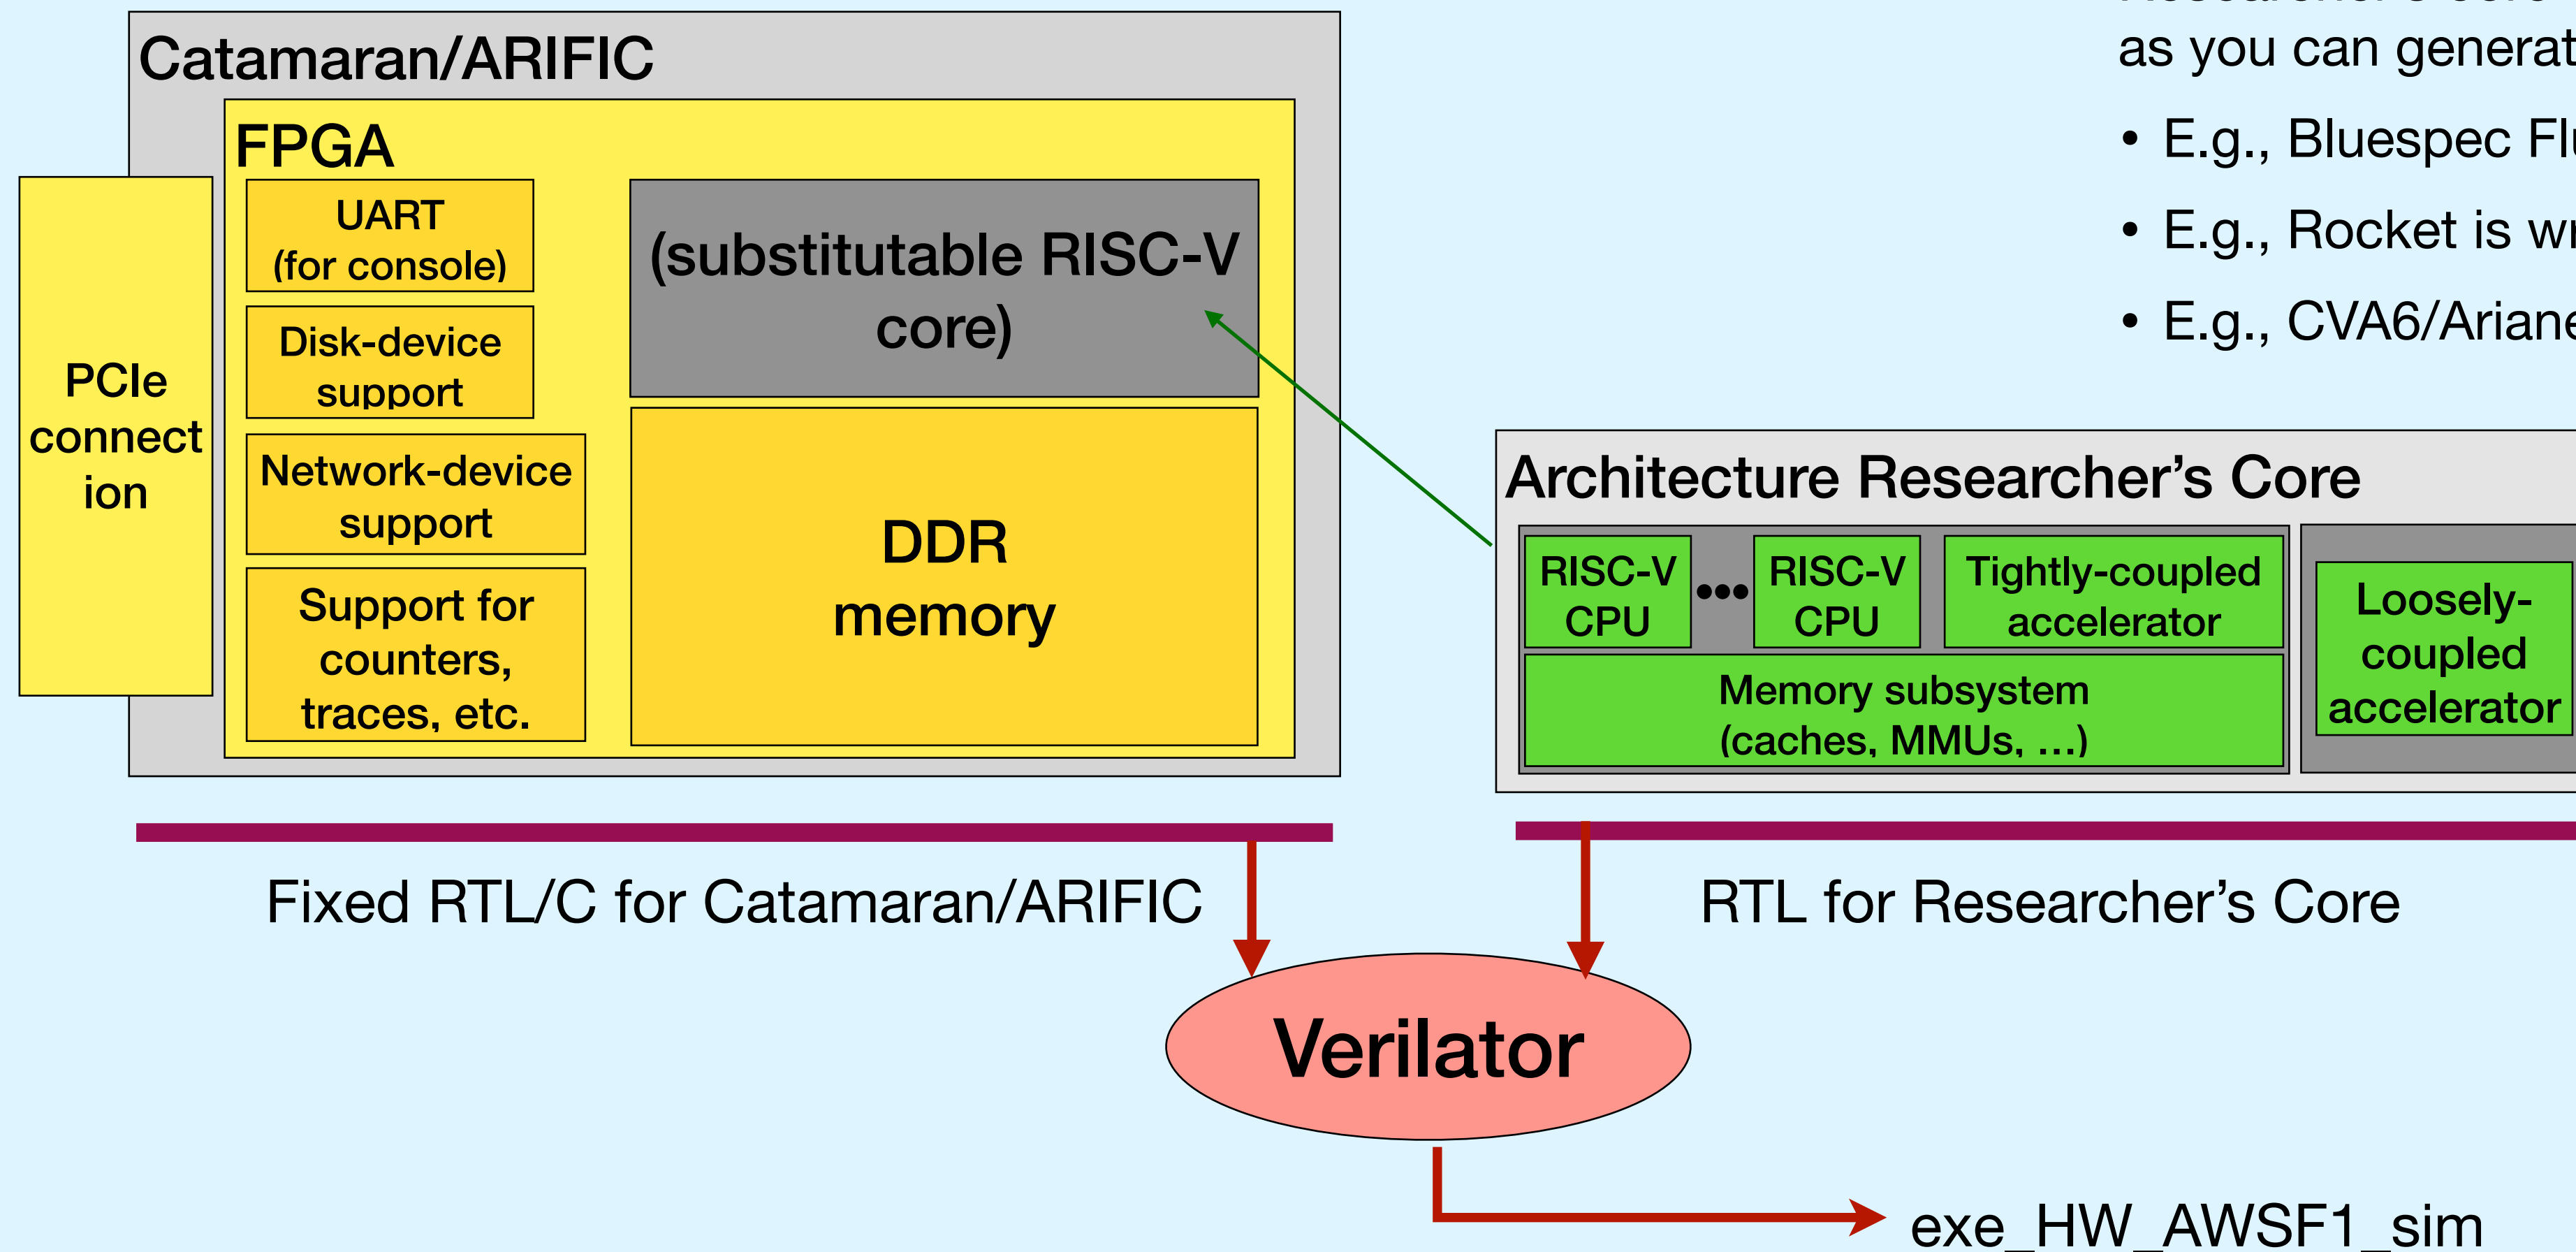 Catamaran/ARIFIC
FPGA
UART
(for console)
Disk-device
support
Network-device
support
Support for
counters,
traces, etc.
PCIe
connect
ion
(substitutable RISC-V
core)
DDR
memory
as you can generat
• E.g., Bluespec Fl
• E.g., Rocket is w
• E.g., CVA6/Ariane
Architecture Researcher’s Core
RISC-V
CPU
•••
RISC-V
CPU
Tightly-coupled
accelerator
Memory subsystem
(caches, MMUs, …)
Loosely-
coupled
accelerator
Fixed RTL/C for Catamaran/ARIFIC
RTL for Researcher’s Core
Verilator
exe_HW_AWSF1_sim